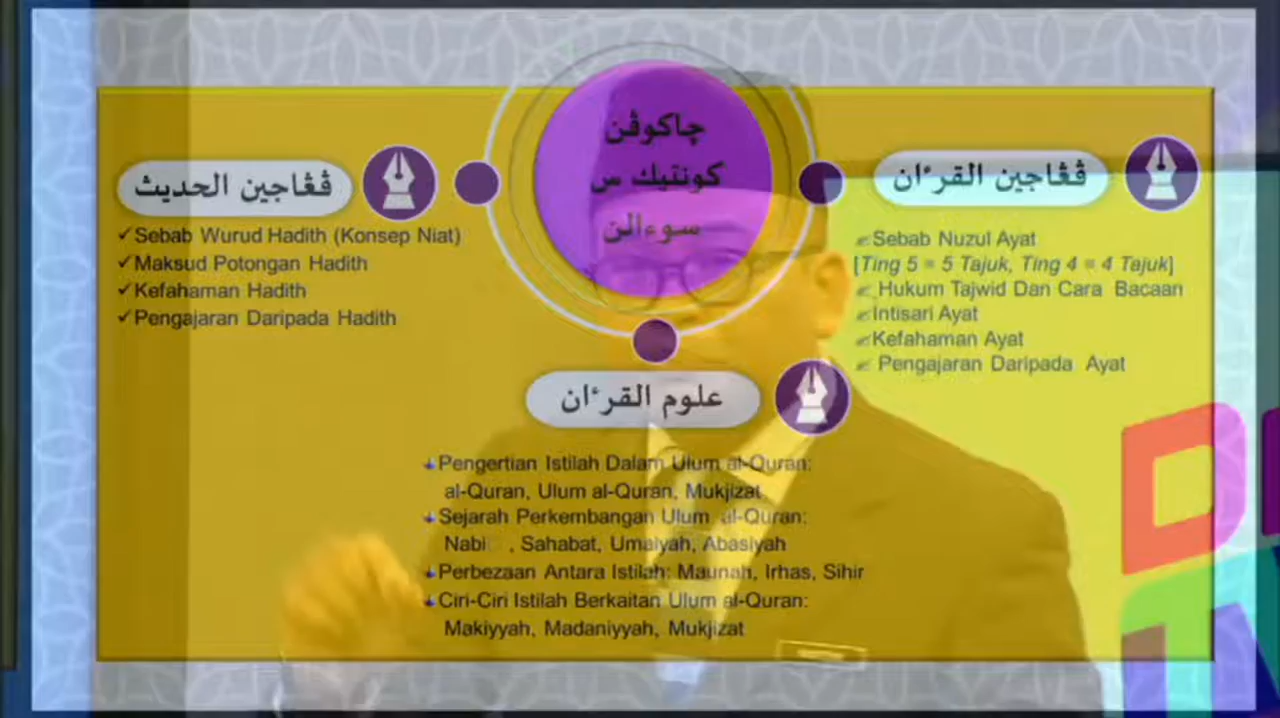 چاكوڤن
كونتيك س
سوءالن
ڤڠاجين الحديث
✓Sebab Wurud Hadith (Konsep Niat)
✓Maksud Potongan Hadith
✓Kefahaman Hadith
✓Pengajaran Daripada Hadith
ڤڠاجين القرءان
Sebab Nuzul Ayat
[Ting 5 = 5 Tajuk, Ting 4 = 4 Tajuk]
Hukum Tajwid Dan Cara Bacaan
Intisari Ayat
Kefahaman Ayat
Pengajaran Daripada Ayat
علوم القرءان
Pengertian Istilah Dalam Ulum al-Quran:
al-Quran, Ulum al-Quran, Mukjizat
Sejarah Perkembangan Ulum al-Quran:
Nabi , Sahabat, Umaiyah, Abasiyah
Perbezaan Antara Istilah: Maunah, Irhas, Sihir
Ciri-Ciri Istilah Berkaitan Ulum al-Quran:
Makiyyah, Madaniyyah, Mukjizat